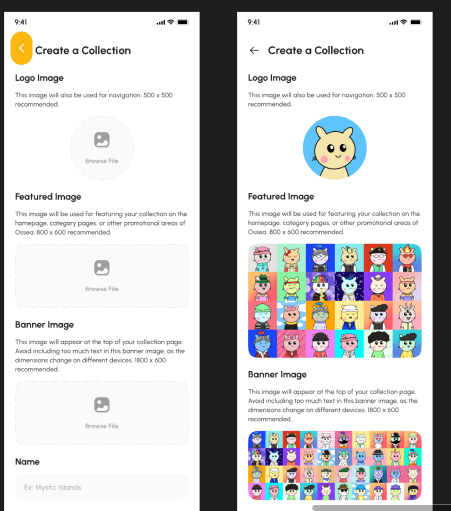 9:41
Create a Collection
Logo Image
This image will also be used for navigation. 500 x 500
recommended.
Browse File
Featured Image
This image will be used for featuring your collection on the
homepage, category pages, or other promotional areas of
Ossea. 800 x 600 recommended.
Browse File
Banner Image
This image will appear at the top of your collection page.
Avoid including too much text in this banner image, as the
dimensions change on different devices. 1800 x 600
recommended.
Browse File
Name
Ex: Mystic Islands
9:41
Create a Collection
Logo Image
This image will also be used for navigation. 500 x 500
recommended.
Featured Image
This image will be used for featuring your collection on the
homepage, category pages, or other promotional areas of
Ossea. 800 x 600 recommended.
Banner Image
This image will appear at the top of your collection page.
Avoid including too much text in this banner image, as the
dimensions change on different devices. 1800 x 600
recommended.